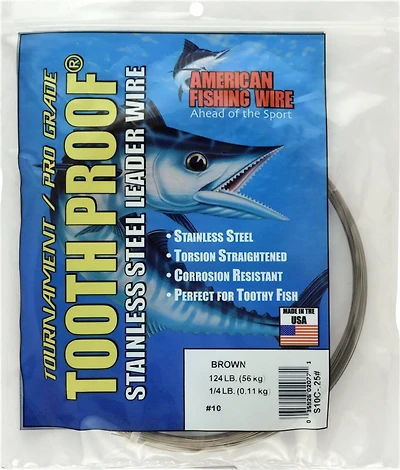 AMERICAN
FISHING WIRE
Ahead of the Sport
TOURNAMENT / PRO GRADE
TOOTH PROOF®
STAINLESS STEEL LEADER WIRE
• STAINLESS STEEL
• TORSION STRAIGHTENED
• CORROSION RESISTANT
• PERFECT FOR TOOTHY FISH
MADE IN THE
USA
BROWN
124 LB. (56 kg)
1/4 LB. (0.11 kg)
#10
S10C-.25#